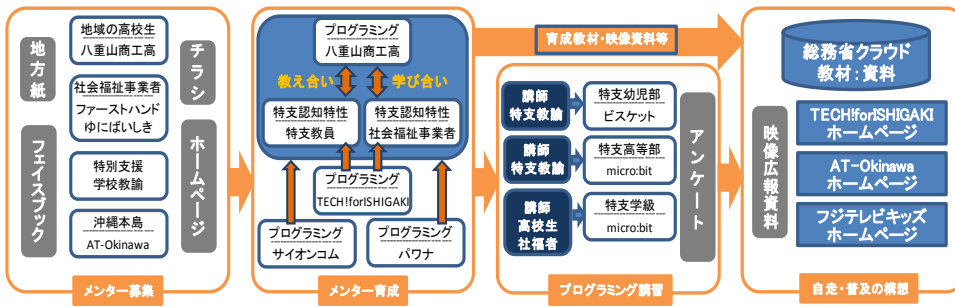 地方紙
フェイスブック
地域の高校生
八重山商工高
社会福祉事業者
ファーストハンド
ゆにばいしき
特別支援
学校教諭
沖縄本島
AT-Okinawa
チラシ
ホームページ
メンター募集
プログラミング
八重山商工高
教え合い
学び合い
特支認知特性
特支教員
特支認知特性
社会福祉事業者
プログラミング
TECH!forISHIGAKI
プログラミング
サイオンコム
プログラミング
パワナ
メンター育成
育成教材・映像資料等
講師
特支教諭
特支幼児部
ビスケット
講師
特支教諭
特支高等部
micro:bit
講師
高校生
社福者
特支学級
micro:bit
アンケート
プログラミング講習
総務省クラウド
教材:資料
映像広報資料
TECH!forISHIGAKI
ホームページ
AT-Okinawa
ホームページ
フジテレビキッズ
ホームページ
自走・普及の構想